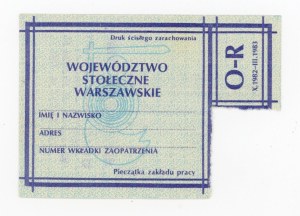 Druk ścisłego zarachowania
WOJEWÓDZTWO
STOŁECZNE
WARSZAWSKIE
IMIĘ I NAZWISKO
ADRES
NUMER WKŁADKI ZAOPATRZENIA
Pieczątka zakładu pracy
O-R
X.1982-III.1983